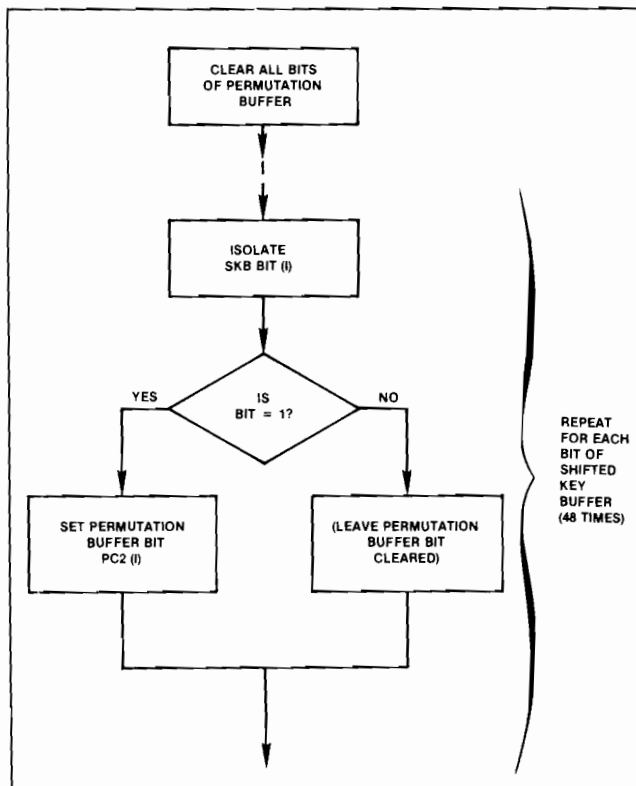 CLEAR ALL BITS
OF PERMUTATION
BUFFER
ISOLATE
SKB BIT (I)
IS
BIT = 1?
YES
NO
SET PERMUTATION
BUFFER BIT
PC2 (I)
(LEAVE PERMUTATION
BUFFER BIT
CLEARED)
REPEAT
FOR EACH
BIT OF
SHIFTED
KEY
BUFFER
(48 TIMES)